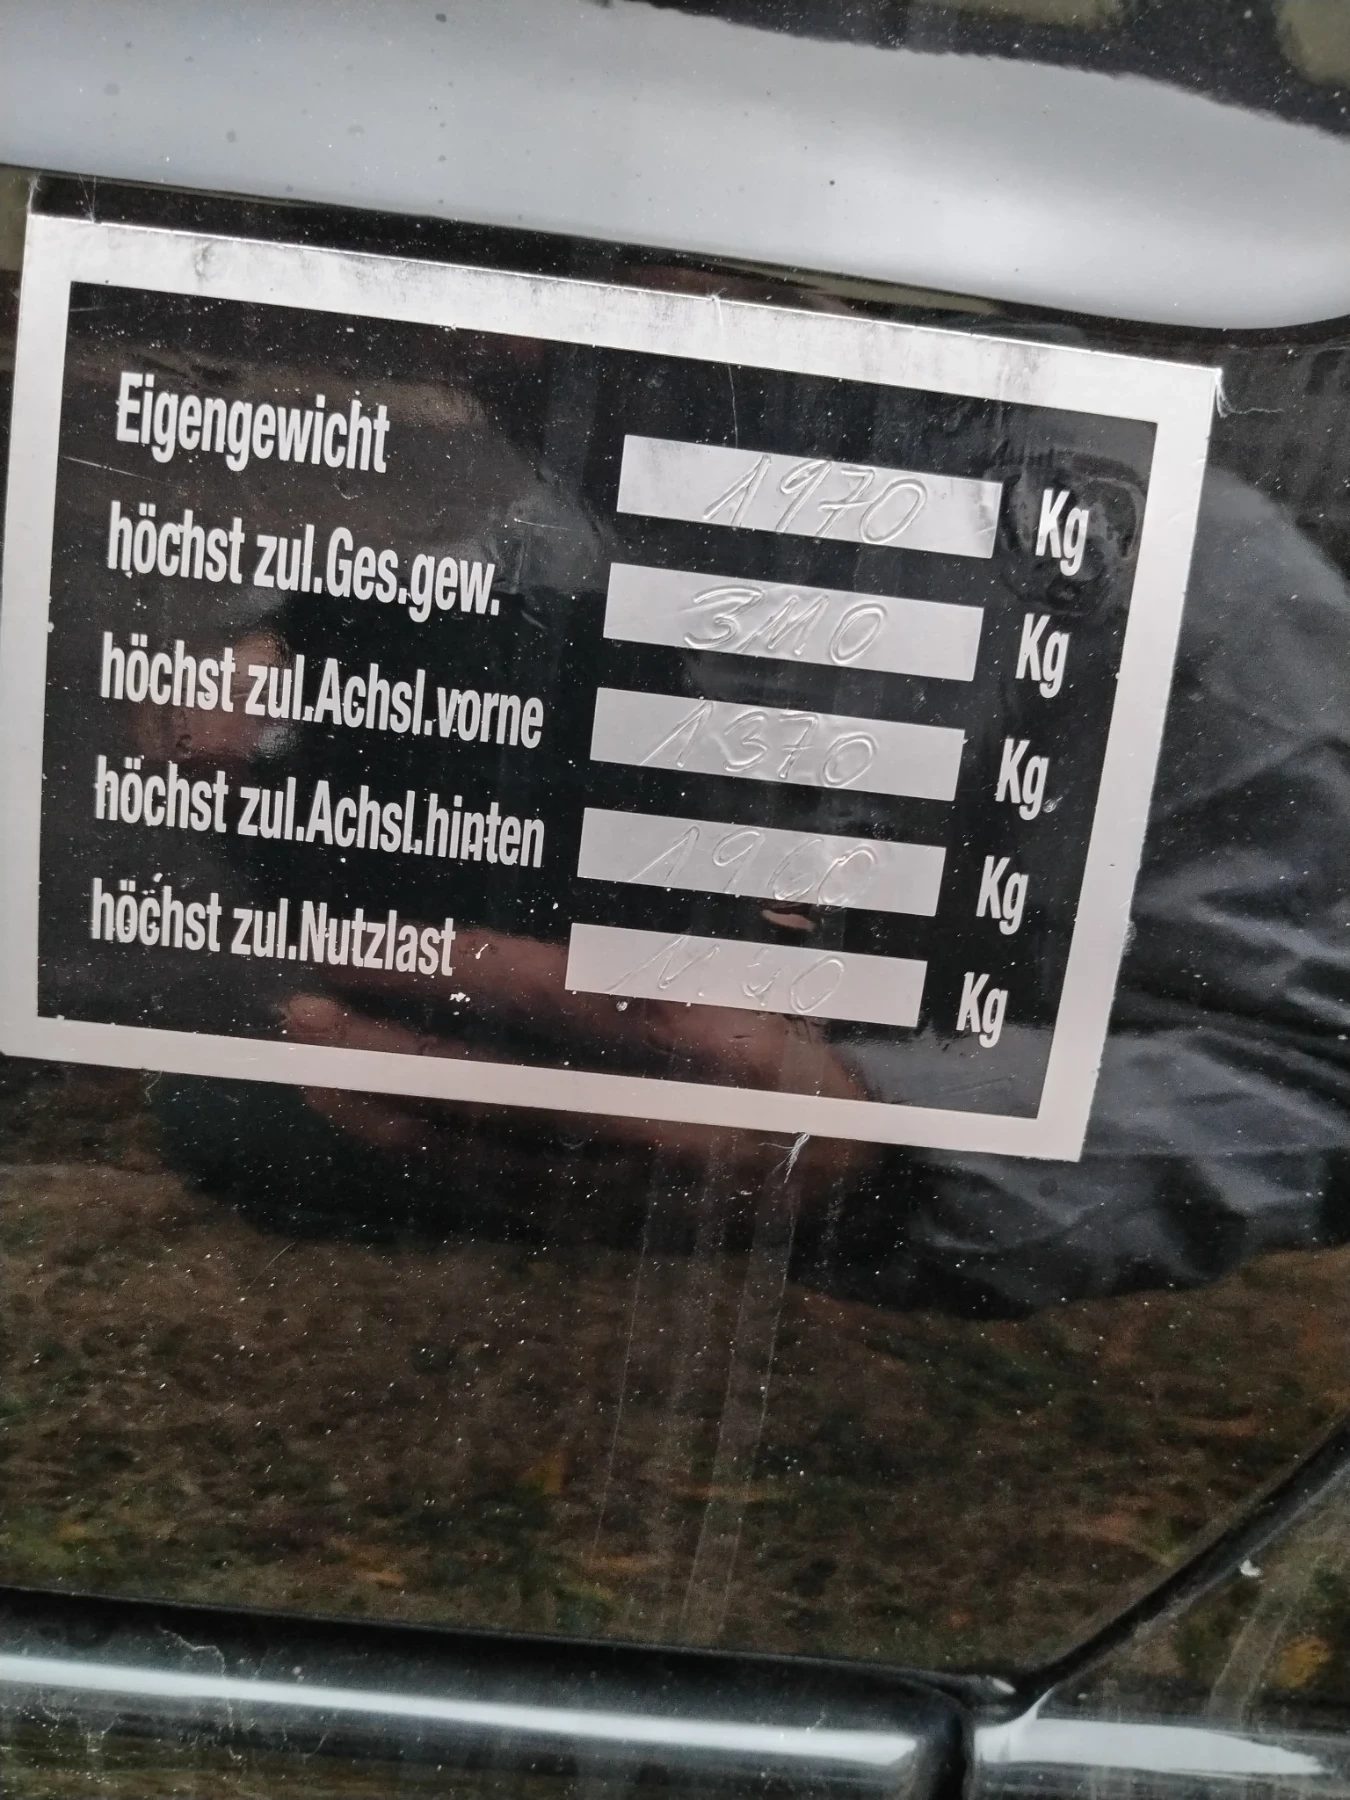 Eigengewicht 1970 Kg
höchst zul.Ges.gew. 3110 Kg
höchst zul.Achsl.vorne 1370 Kg
höchst zul.Achsl.hinten 1960 Kg
höchst zul.Nutzlast Kg